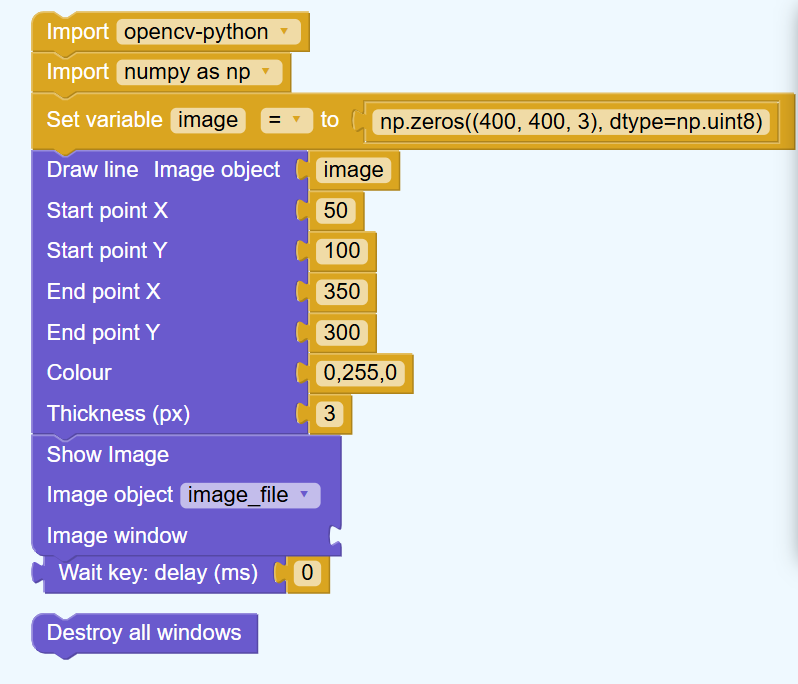 Import opencv-python
Import numpy as np
Set variable image = to np.zeros((400, 400, 3), dtype=np.uint8)
Draw line Image object image
Start point X 50
Start point Y 100
End point X 350
End point Y 300
Colour 0,255,0
Thickness (px) 3
Show Image
Image object image_file
Image window
Wait key: delay (ms) 0
Destroy all windows